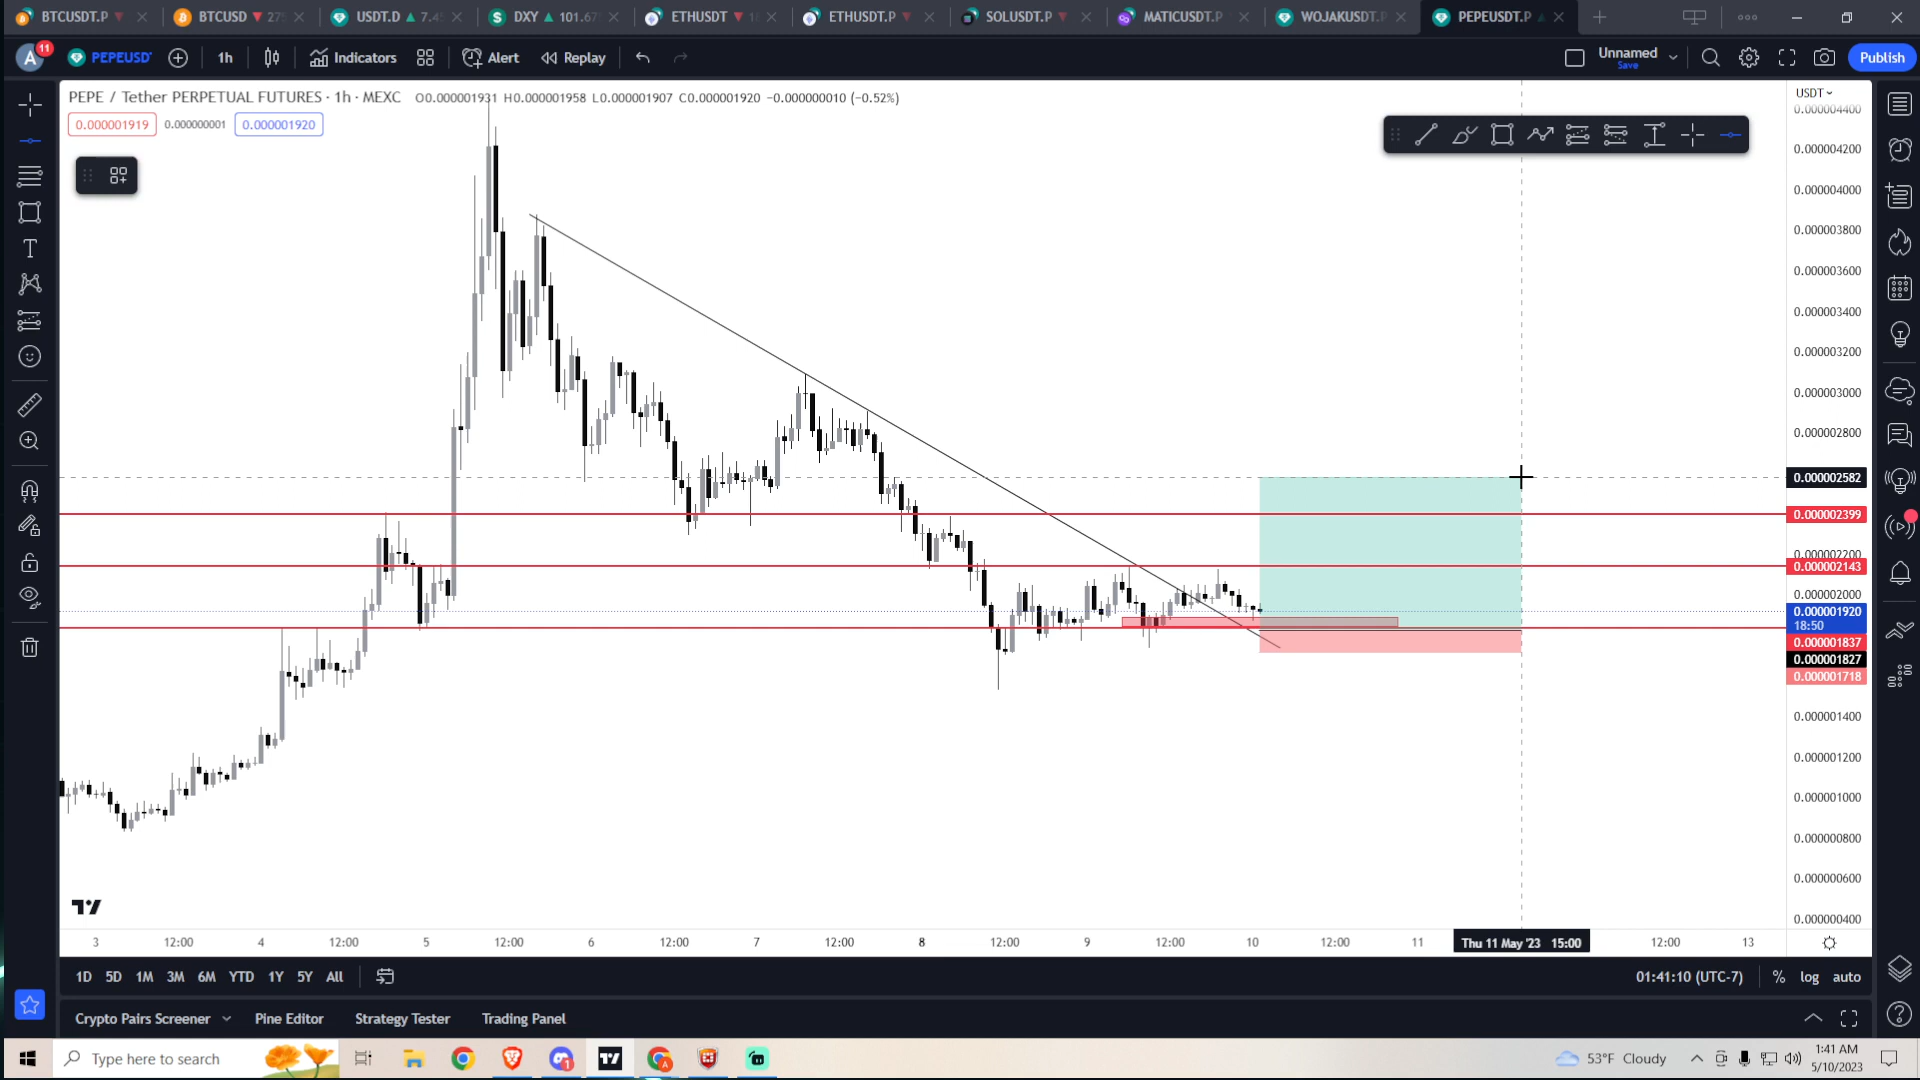 BTCUSDT.P BTCUSD 275 USDT.D 7.45 DXY 101.67 ETHUSDT ETHUSDT.P SOLUSDT.P MATICUSDT.P WOJAKUSDT.P PEPEUSDT.P
A 11 PEPEUSDT 1h Indicators Alert Replay Unnamed Save Publish
PEPE / Tether PERPETUAL FUTURES · 1h · MEXC O0.000001931 H0.000001958 L0.000001907 C0.000001920 −0.000000010 (−0.52%)
0.000001919 0.000000001 0.000001920
USDT
0.000004400
0.000004200
0.000004000
0.000003800
0.000003600
0.000003400
0.000003200
0.000003000
0.000002800
0.000002582
0.000002399
0.000002200
0.000002143
0.000002000
0.000001920
18:50
0.000001837
0.000001827
0.000001718
0.000001400
0.000001200
0.000001000
0.000000800
0.000000600
0.000000400
3 12:00 4 12:00 5 12:00 6 12:00 7 12:00 8 12:00 9 12:00 10 12:00 11 Thu 11 May '23 15:00 12:00 13
1D 5D 1M 3M 6M YTD 1Y 5Y All 01:41:10 (UTC-7) % log auto
Crypto Pairs Screener Pine Editor Strategy Tester Trading Panel
Type here to search 53°F Cloudy 1:41 AM
5/10/2023